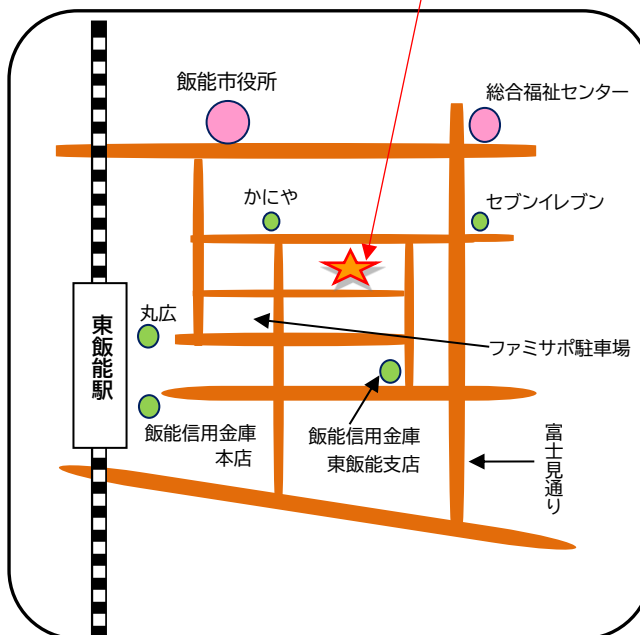 飯能市役所
総合福祉センター
かにや
セブンイレブン
丸広
東飯能駅
ファミサポ駐車場
飯能信用金庫
本店
飯能信用金庫
東飯能支店
富士見通り